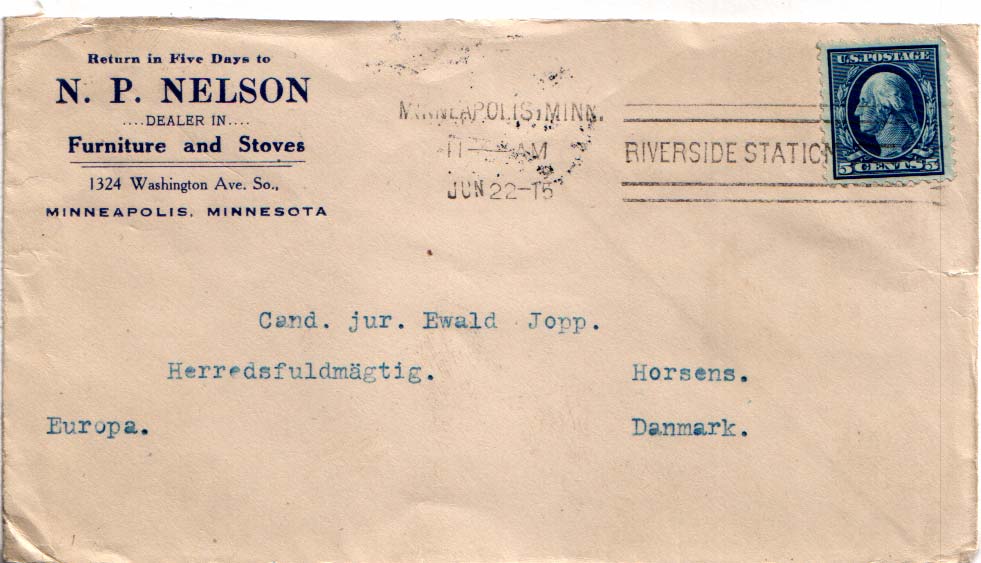 Return in Five Days to
N. P. NELSON
....DEALER IN....
Furniture and Stoves
1324 Washington Ave. So.,
MINNEAPOLIS, MINNESOTA
MINNEAPOLIS, MINN.
11 — AM
JUN 22-15
RIVERSIDE STATION
U.S. POSTAGE
5 CENTS 5
Cand. jur. Ewald Jopp.
Herredsfuldmägtig. Horsens.
Europa. Danmark.